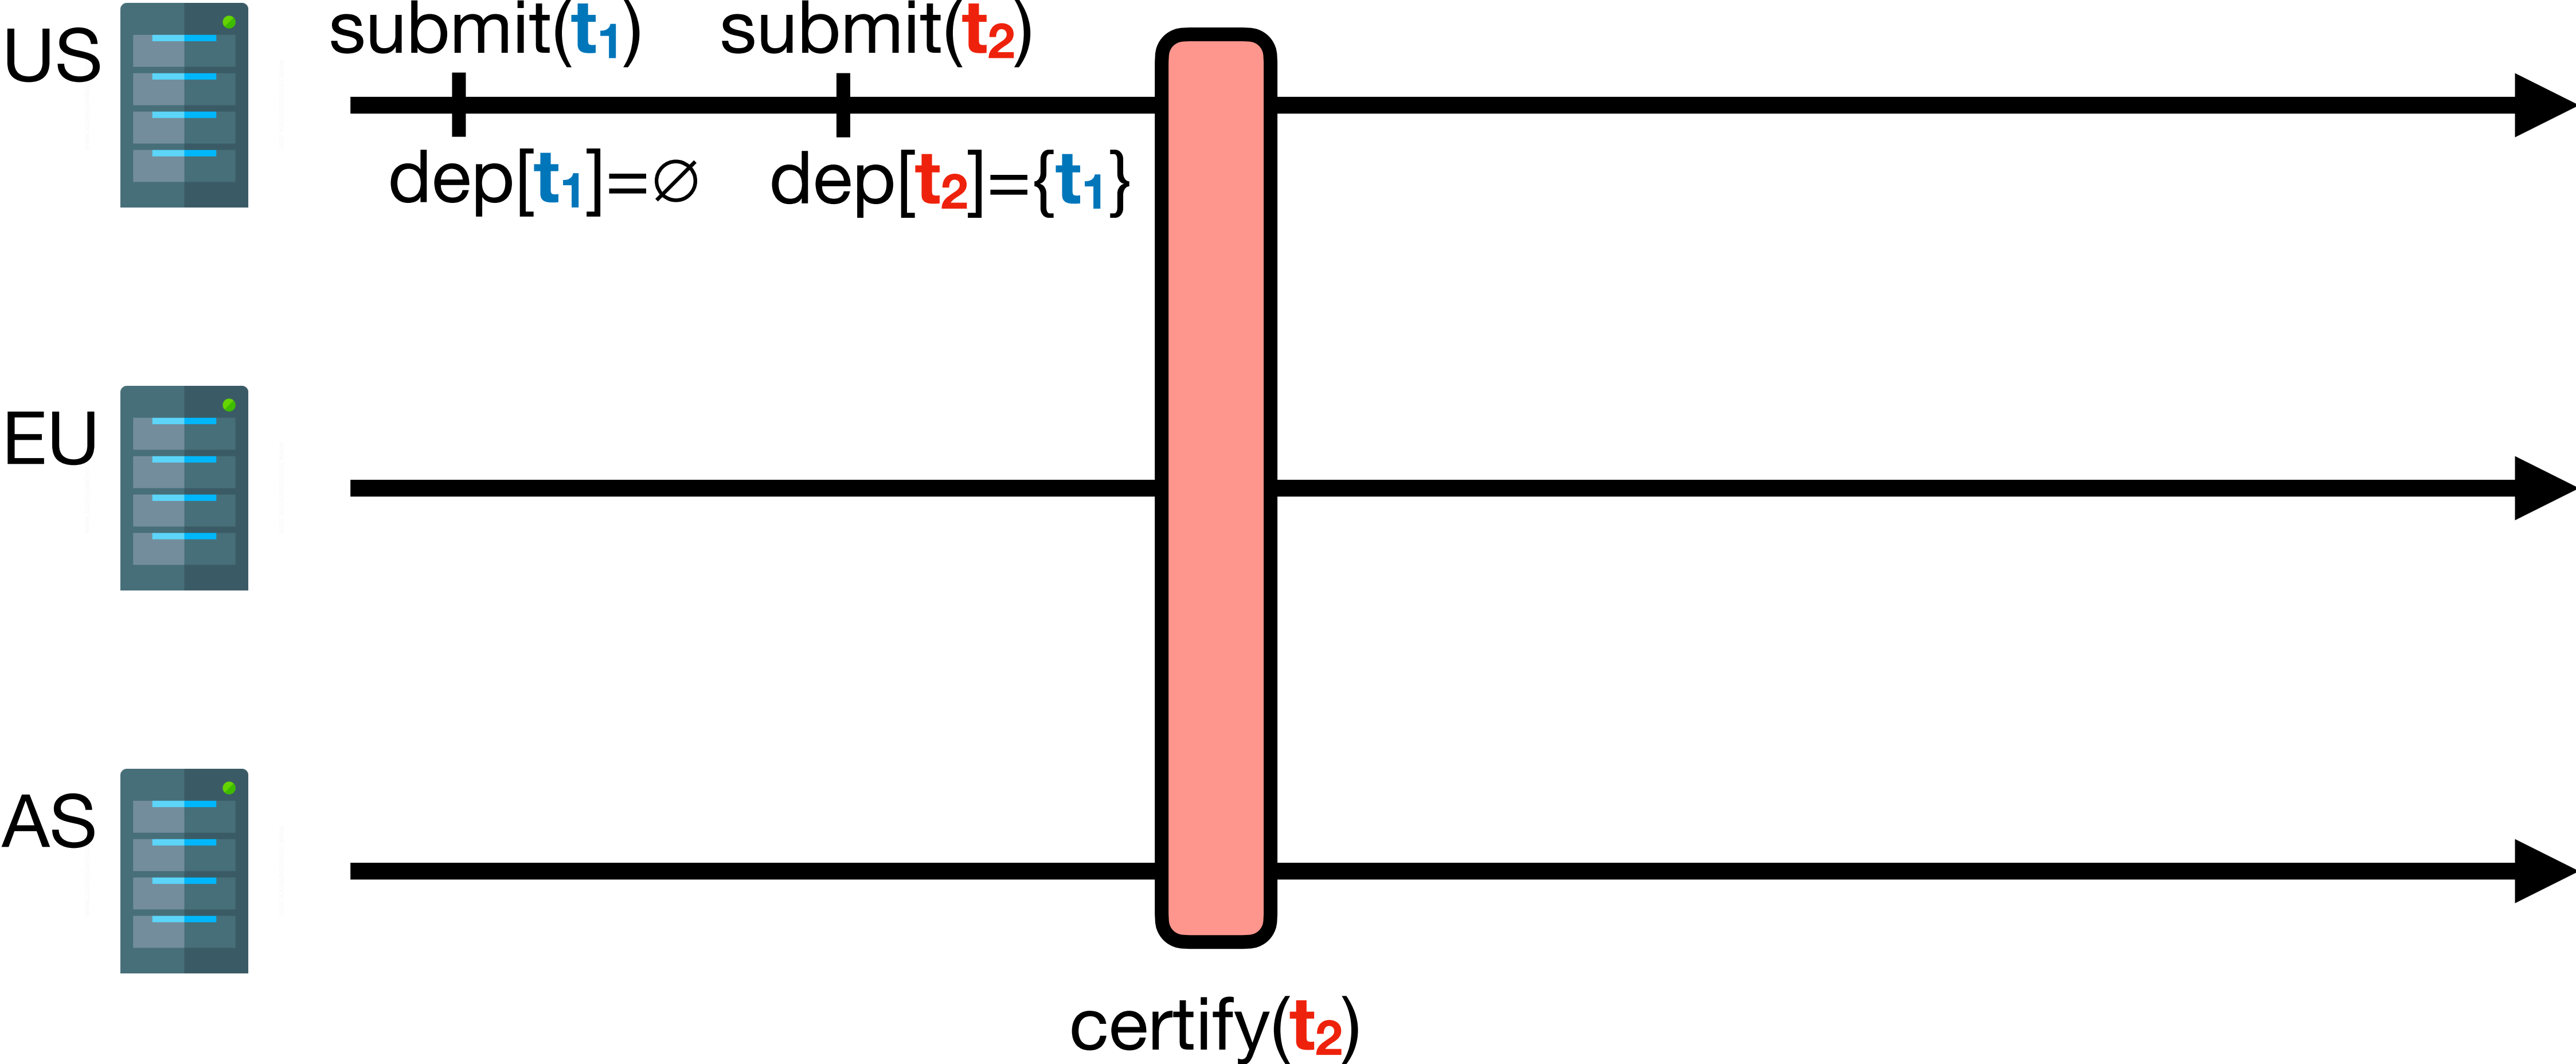 US
submit(t₁)
submit(t₂)
dep[t₁]=∅
dep[t₂]={t₁}
EU
AS
certify(t₂)